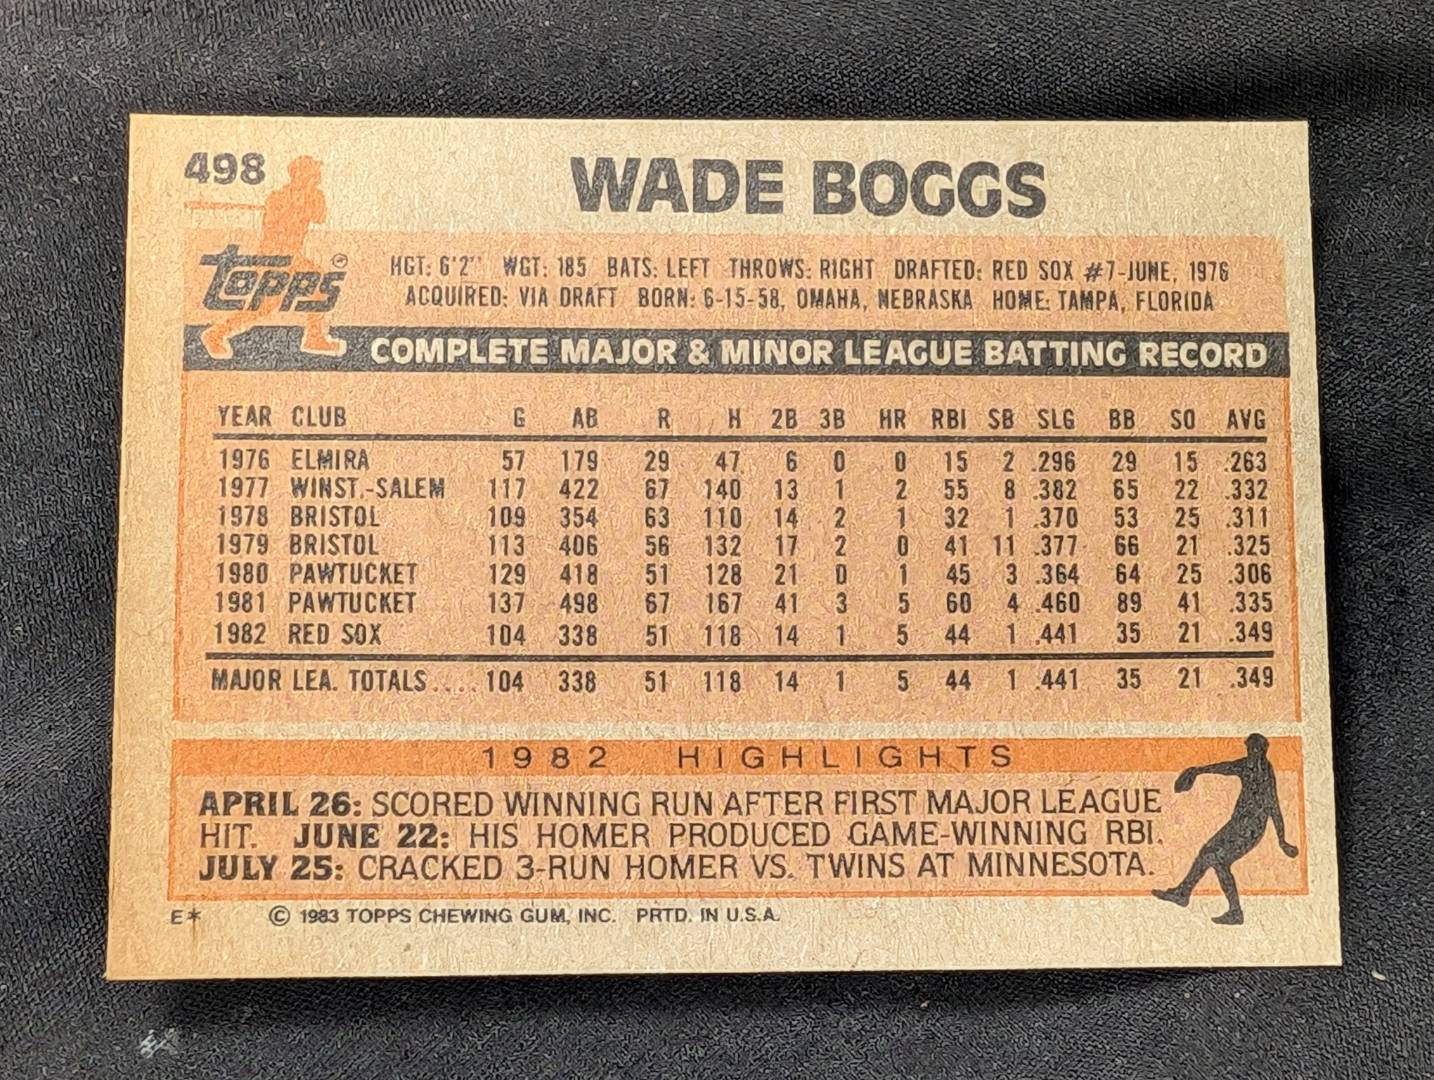 498
WADE BOGGS
Topps®
HGT: 6'2" WGT: 185 BATS: LEFT THROWS: RIGHT DRAFTED: RED SOX #7-JUNE, 1976
ACQUIRED: VIA DRAFT BORN: 6-15-58, OMAHA, NEBRASKA HOME: TAMPA, FLORIDA
COMPLETE MAJOR & MINOR LEAGUE BATTING RECORD
YEAR CLUB G AB R H 2B 3B HR RBI SB SLG BB SO AVG
1976 ELMIRA 57 179 29 47 6 0 0 15 2 .296 29 15 .263
1977 WINST.-SALEM 117 422 67 140 13 1 2 55 8 .382 65 22 .332
1978 BRISTOL 109 354 63 110 14 2 1 32 1 .370 53 25 .311
1979 BRISTOL 113 406 56 132 17 2 0 41 11 .377 66 21 .325
1980 PAWTUCKET 129 418 51 128 21 0 1 45 3 .364 64 25 .306
1981 PAWTUCKET 137 498 67 167 41 3 5 60 4 .460 89 41 .335
1982 RED SOX 104 338 51 118 14 1 5 44 1 .441 35 21 .349
MAJOR LEA. TOTALS .... 104 338 51 118 14 1 5 44 1 .441 35 21 .349
1982 HIGHLIGHTS
APRIL 26: SCORED WINNING RUN AFTER FIRST MAJOR LEAGUE
HIT. JUNE 22: HIS HOMER PRODUCED GAME-WINNING RBI.
JULY 25: CRACKED 3-RUN HOMER VS. TWINS AT MINNESOTA.
E* © 1983 TOPPS CHEWING GUM, INC. PRTD. IN U.S.A.